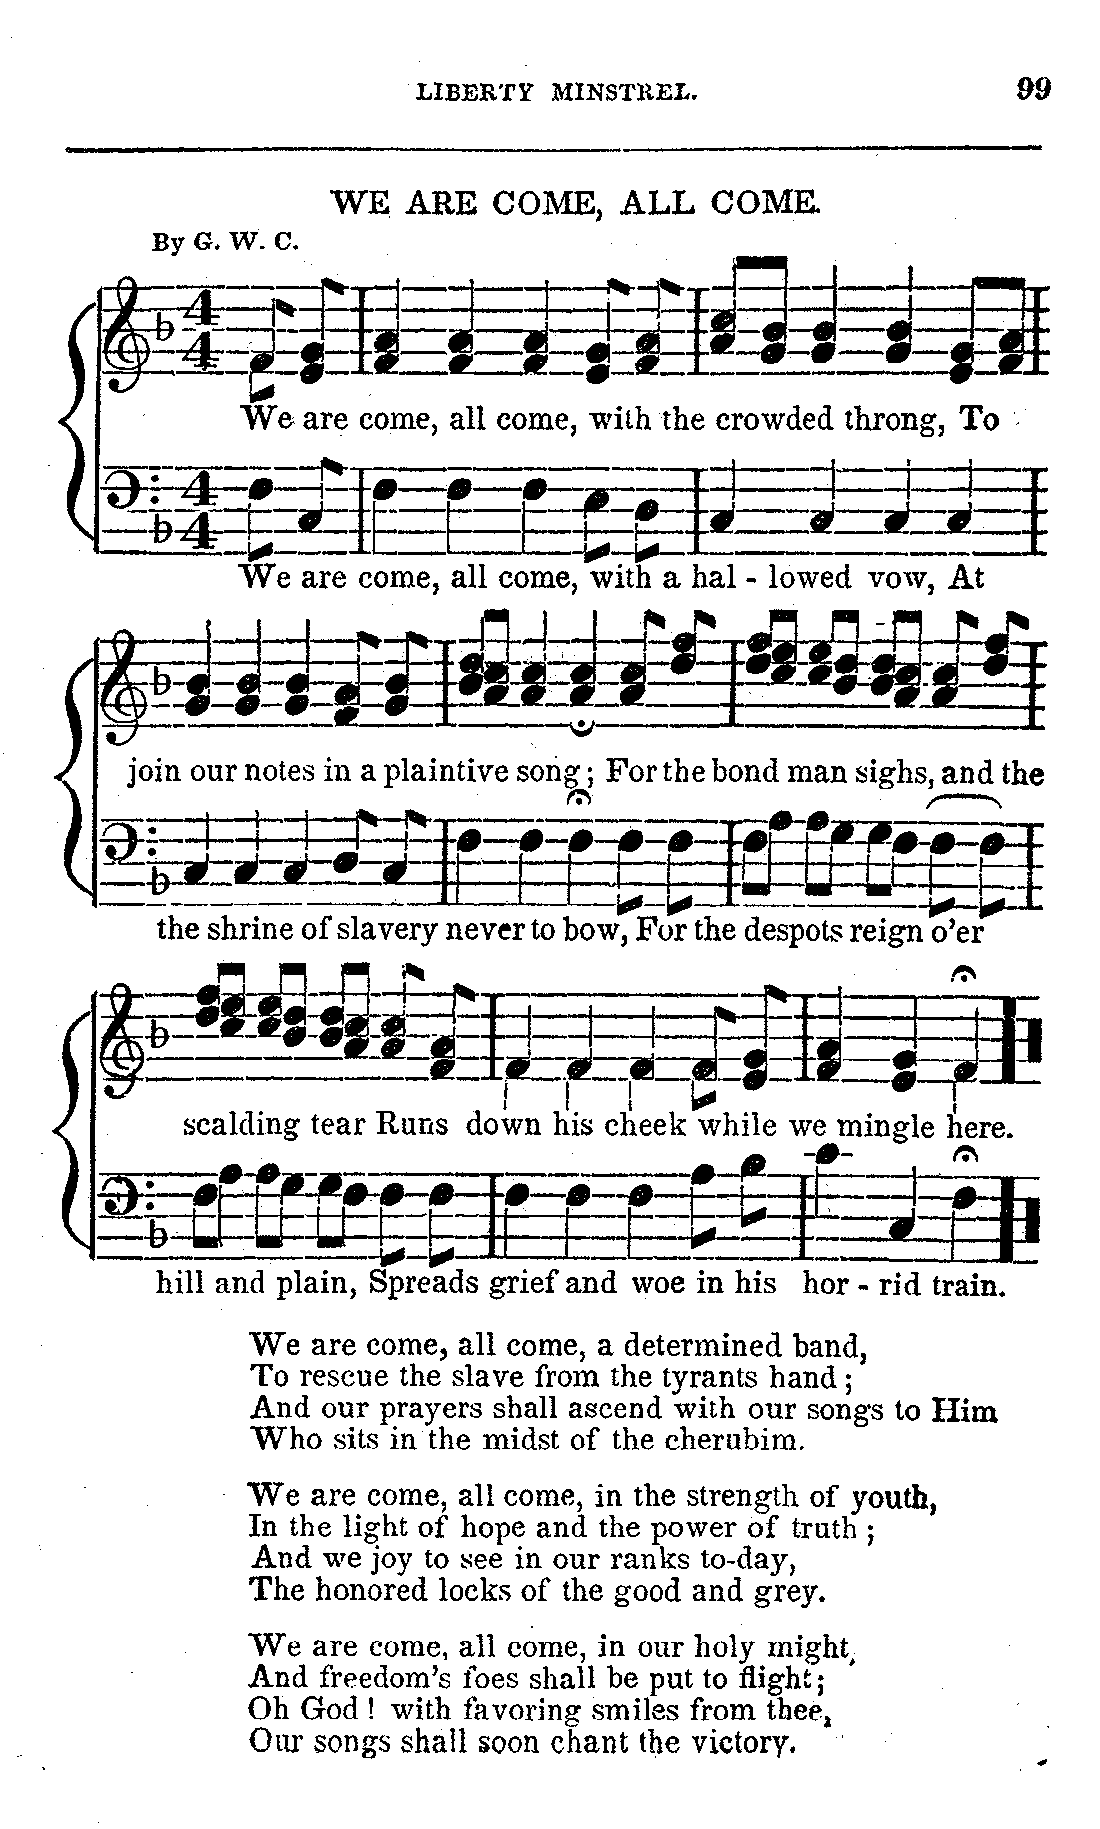 LIBERTY MINSTREL. 99
WE ARE COME, ALL COME.
By G. W. C.
4
4
We are come, all come, with the crowded throng, To
4
4
We are come, all come, with a hal - lowed vow, At
join our notes in a plaintive song; For the bond man sighs, and the
the shrine of slavery never to bow, For the despots reign o'er
scalding tear Runs down his cheek while we mingle here.
hill and plain, Spreads grief and woe in his hor - rid train.
We are come, all come, a determined band,
To rescue the slave from the tyrants hand;
And our prayers shall ascend with our songs to Him
Who sits in the midst of the cherubim.
We are come, all come, in the strength of youth,
In the light of hope and the power of truth;
And we joy to see in our ranks to-day,
The honored locks of the good and grey.
We are come, all come, in our holy might,
And freedom's foes shall be put to flight;
Oh God! with favoring smiles from thee,
Our songs shall soon chant the victory.